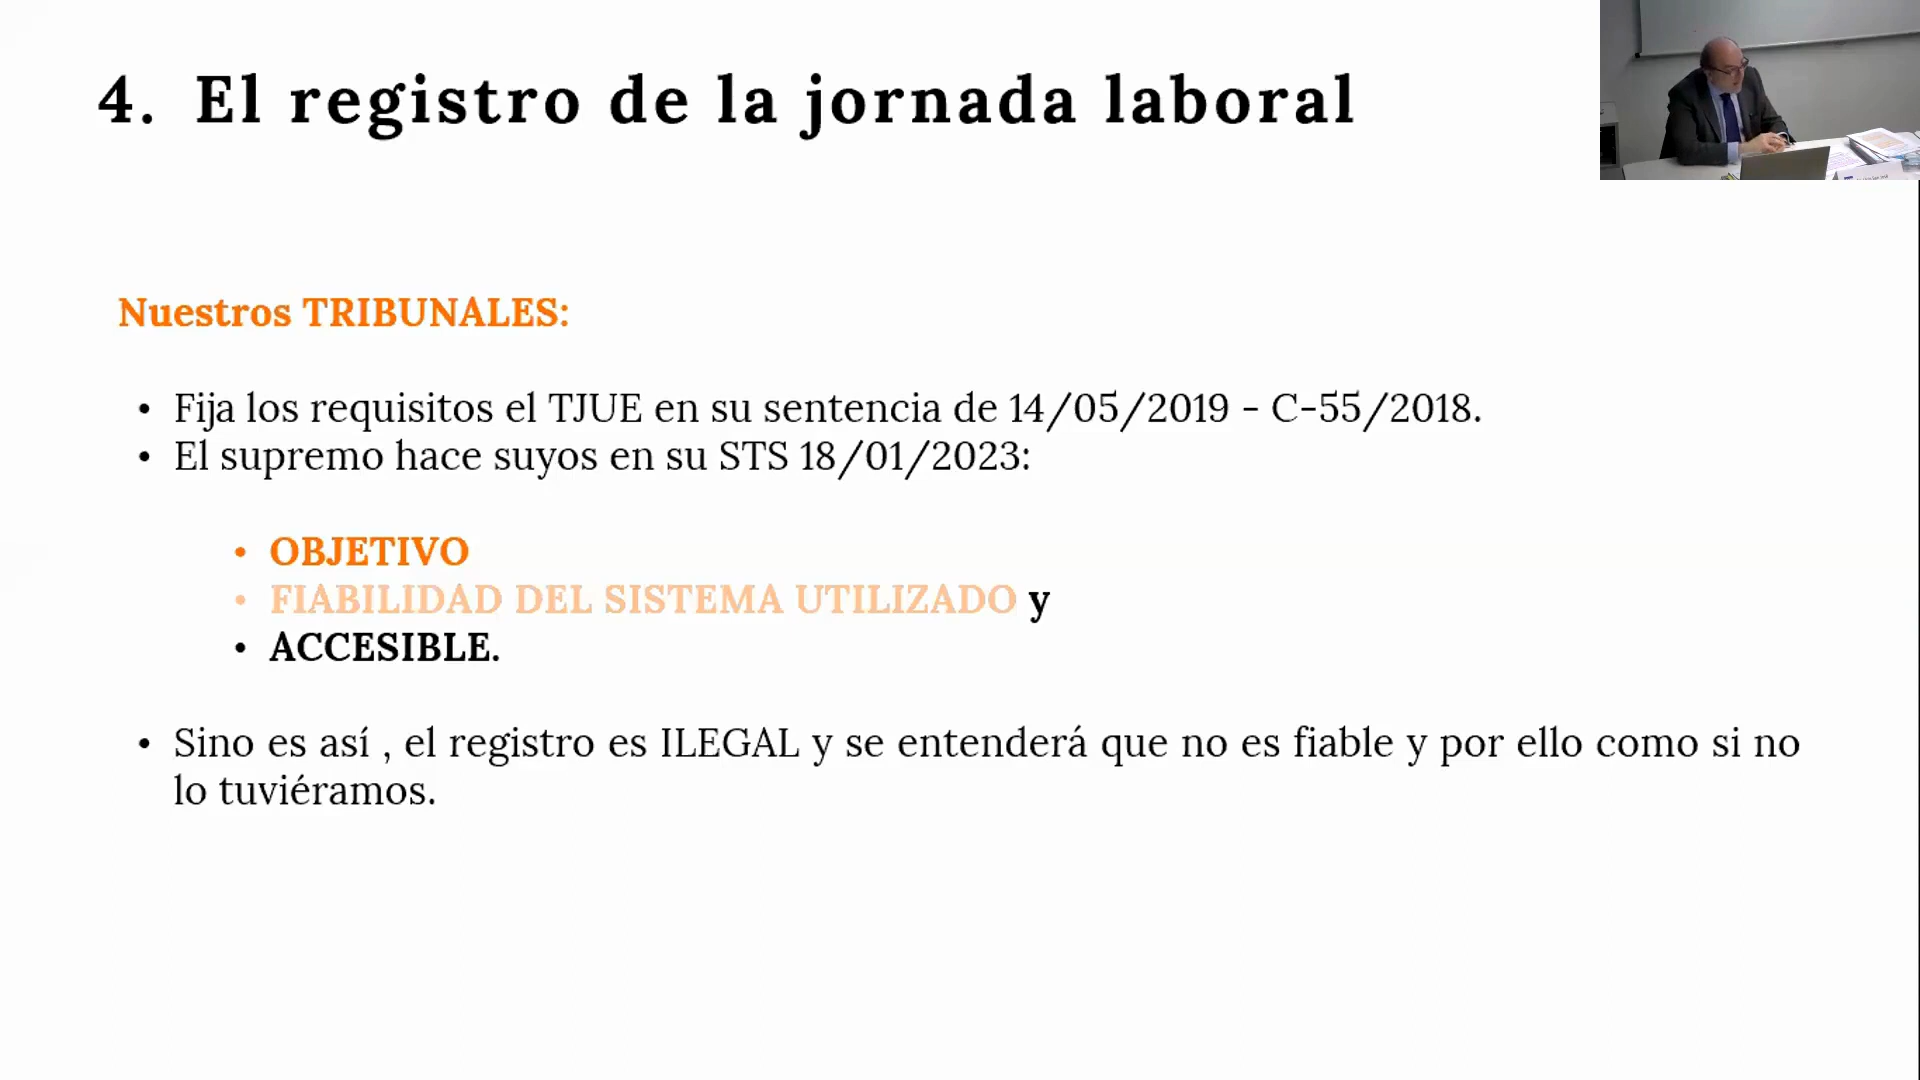 4. El registro de la jornada laboral
Nuestros TRIBUNALES:
• Fija los requisitos el TJUE en su sentencia de 14/05/2019 - C-55/2018.
• El supremo hace suyos en su STS 18/01/2023:
• OBJETIVO
• FIABILIDAD DEL SISTEMA UTILIZADO y
• ACCESIBLE.
• Sino es así , el registro es ILEGAL y se entenderá que no es fiable y por ello como si no
lo tuviéramos.